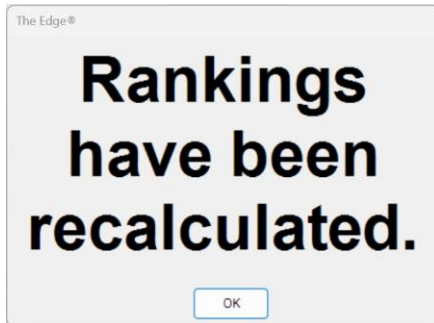 The Edge®
Rankings
have been
recalculated.
OK